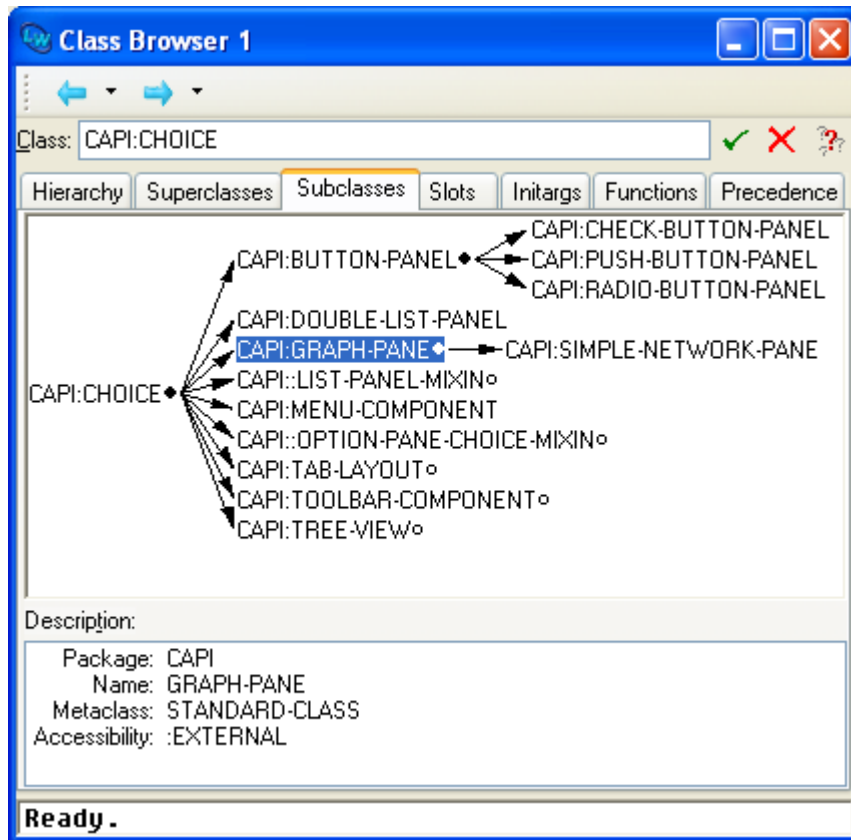 Class Browser 1
Class: CAPI:CHOICE
Hierarchy Superclasses Subclasses Slots Initargs Functions Precedence
CAPI:CHECK-BUTTON-PANEL
CAPI:BUTTON-PANEL CAPI:PUSH-BUTTON-PANEL
CAPI:RADIO-BUTTON-PANEL
CAPI:DOUBLE-LIST-PANEL
CAPI:GRAPH-PANE CAPI:SIMPLE-NETWORK-PANE
CAPI::LIST-PANEL-MIXIN
CAPI:CHOICE
CAPI:MENU-COMPONENT
CAPI::OPTION-PANE-CHOICE-MIXIN
CAPI:TAB-LAYOUT
CAPI:TOOLBAR-COMPONENT
CAPI:TREE-VIEW
Description:
Package: CAPI
Name: GRAPH-PANE
Metaclass: STANDARD-CLASS
Accessibility: :EXTERNAL
Ready.